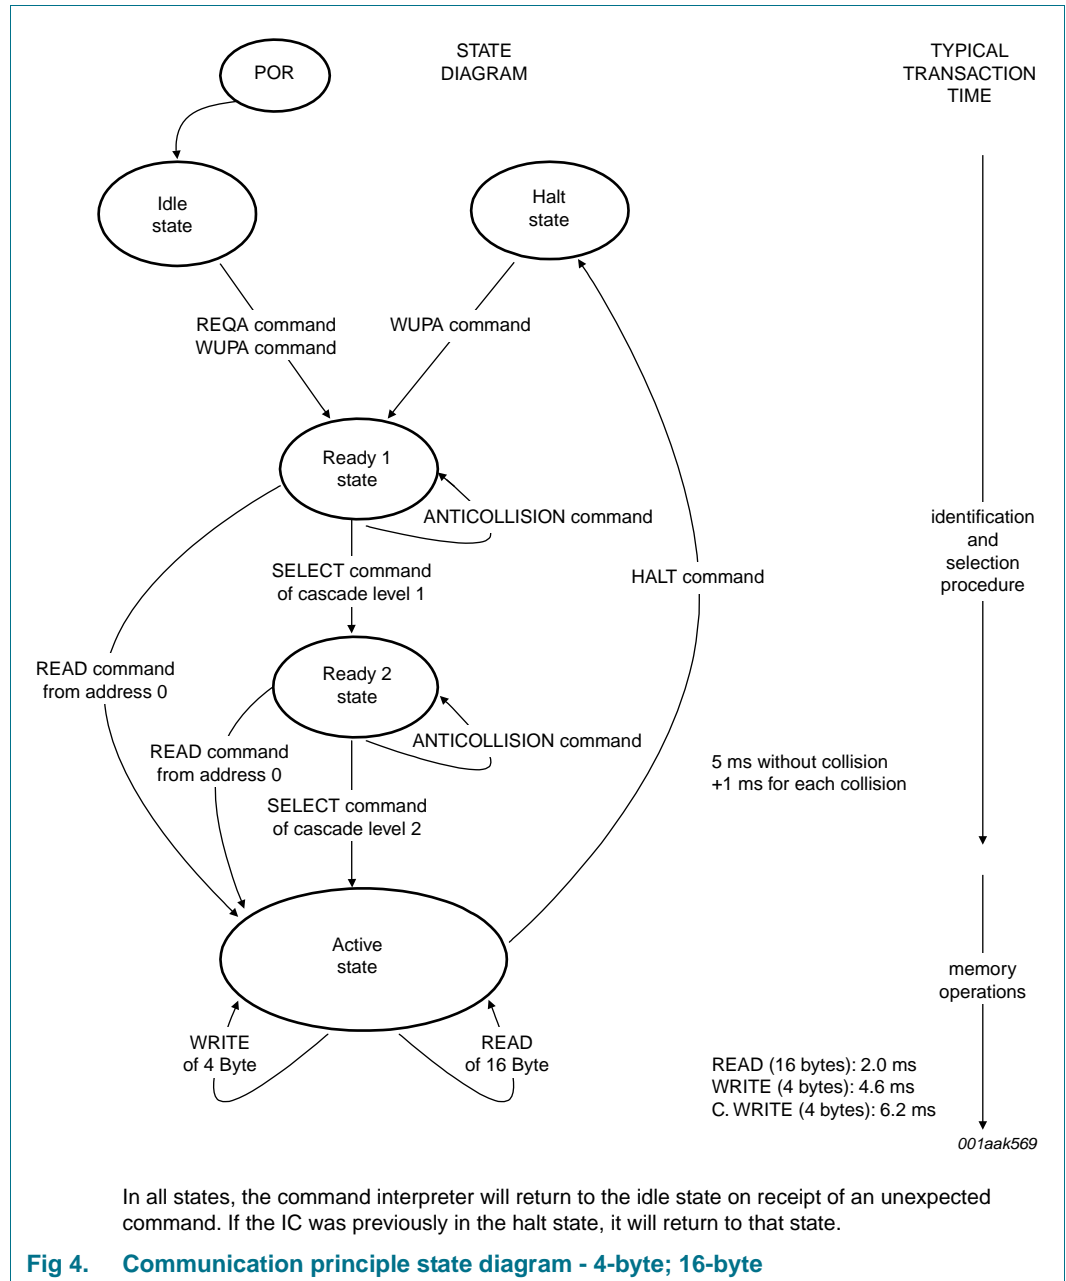 POR
STATE
DIAGRAM
TYPICAL
TRANSACTION
TIME
Idle
state
Halt
state
REQA command
WUPA command
WUPA command
Ready 1
state
ANTICOLLISION command
identification
and
selection
procedure
SELECT command
of cascade level 1
HALT command
READ command
from address 0
Ready 2
state
ANTICOLLISION command
READ command
from address 0
5 ms without collision
+1 ms for each collision
SELECT command
of cascade level 2
Active
state
memory
operations
WRITE
of 4 Byte
READ
of 16 Byte
READ (16 bytes): 2.0 ms
WRITE (4 bytes): 4.6 ms
C. WRITE (4 bytes): 6.2 ms
001aak569
In all states, the command interpreter will return to the idle state on receipt of an unexpected
command. If the IC was previously in the halt state, it will return to that state.
Fig 4. Communication principle state diagram - 4-byte; 16-byte